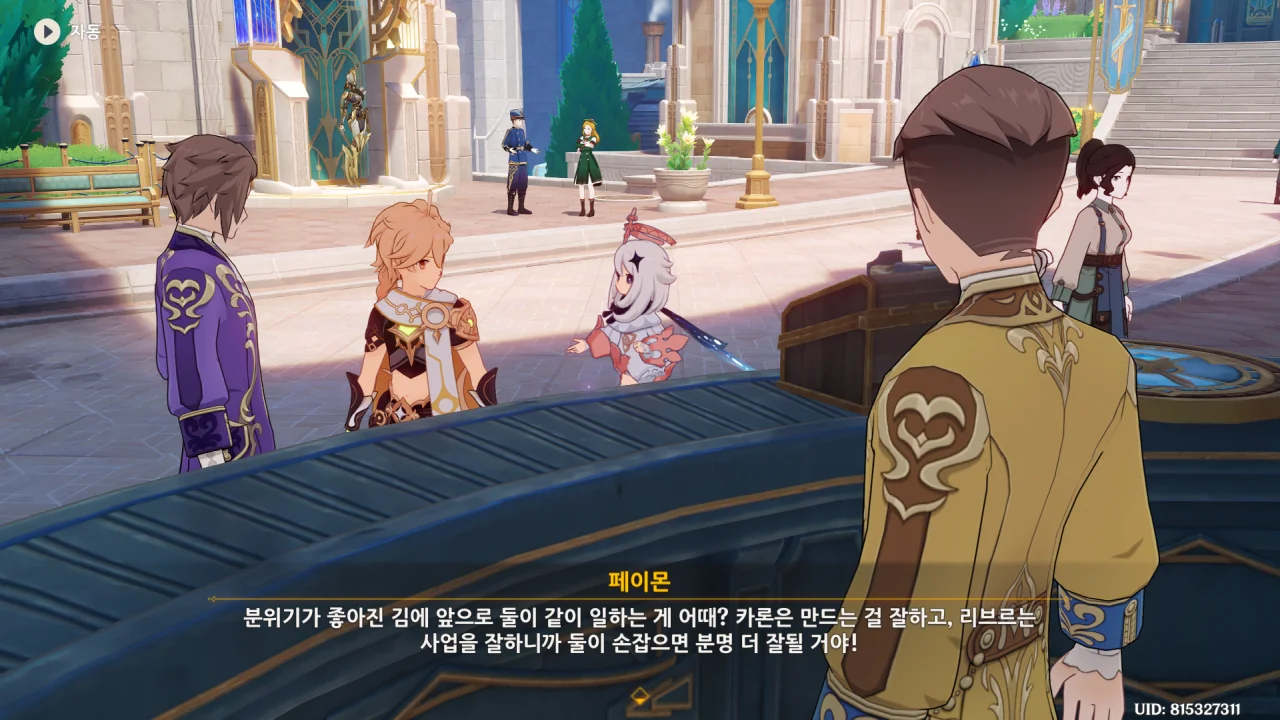 자동
페이몬
분위기가 좋아진 김에 앞으로 둘이 같이 일하는 게 어때? 카론은 만드는 걸 잘하고, 리브르는
사업을 잘하니까 둘이 손잡으면 분명 더 잘될 거야!
UID: 815327311